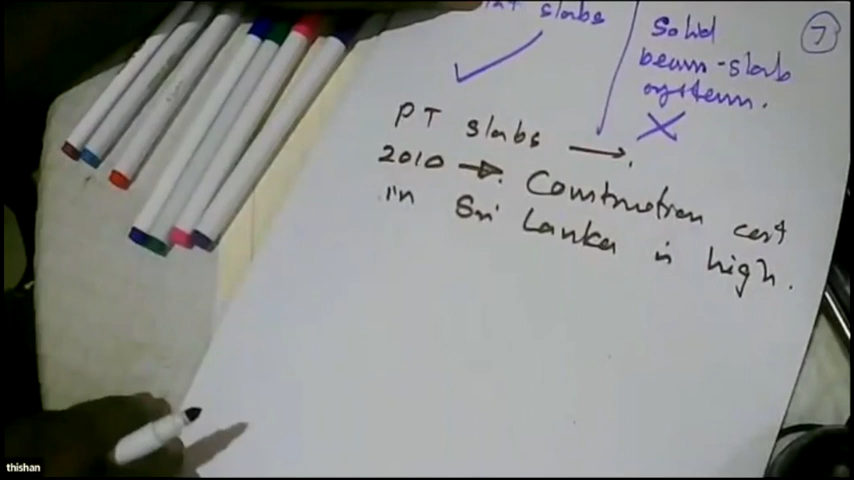 slabs
Solid
beam-slab
system.
7
PT slabs →.
2010 → Construction cost
in Sri Lanka is high.
thishan